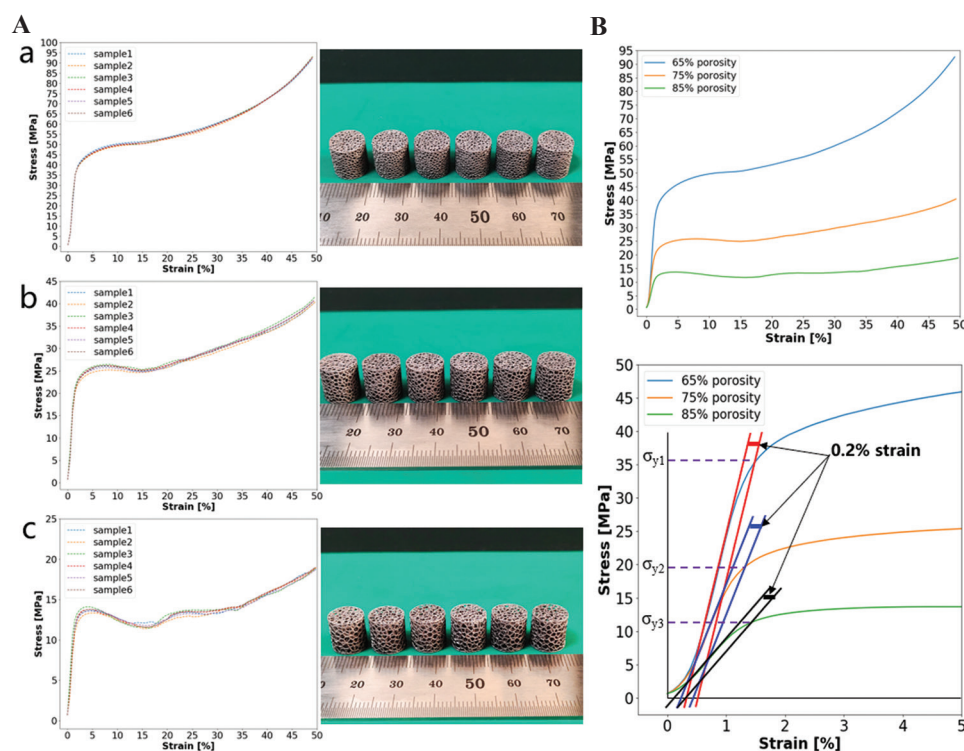 A
a
100
95
90
85
80
75
70
65
60
55
50
45
40
35
30
25
20
15
10
5
0
Stress [MPa]
sample1
sample2
sample3
sample4
sample5
sample6
0 5 10 15 20 25 30 35 40 45 50
Strain [%]
10 20 30 40 50 60 70
b
45
40
35
30
25
20
15
10
5
0
Stress [MPa]
sample1
sample2
sample3
sample4
sample5
sample6
0 5 10 15 20 25 30 35 40 45 50
Strain [%]
20 30 40 50 60 70
c
50
45
40
35
30
25
20
15
10
5
0
Stress [MPa]
sample1
sample2
sample3
sample4
sample5
sample6
0 5 10 15 20 25 30 35 40 45 50
Strain [%]
20 30 40 50 60 70
B
95
90
85
80
75
70
65
60
55
50
45
40
35
30
25
20
15
10
5
0
Stress [MPa]
65% porosity
75% porosity
85% porosity
0 5 10 15 20 25 30 35 40 45 50
Strain [%]
50
45
40
35
30
25
20
15
10
5
0
Stress [MPa]
65% porosity
75% porosity
85% porosity
0.2% strain
σy1
σy2
σy3
0 1 2 3 4 5
Strain [%]